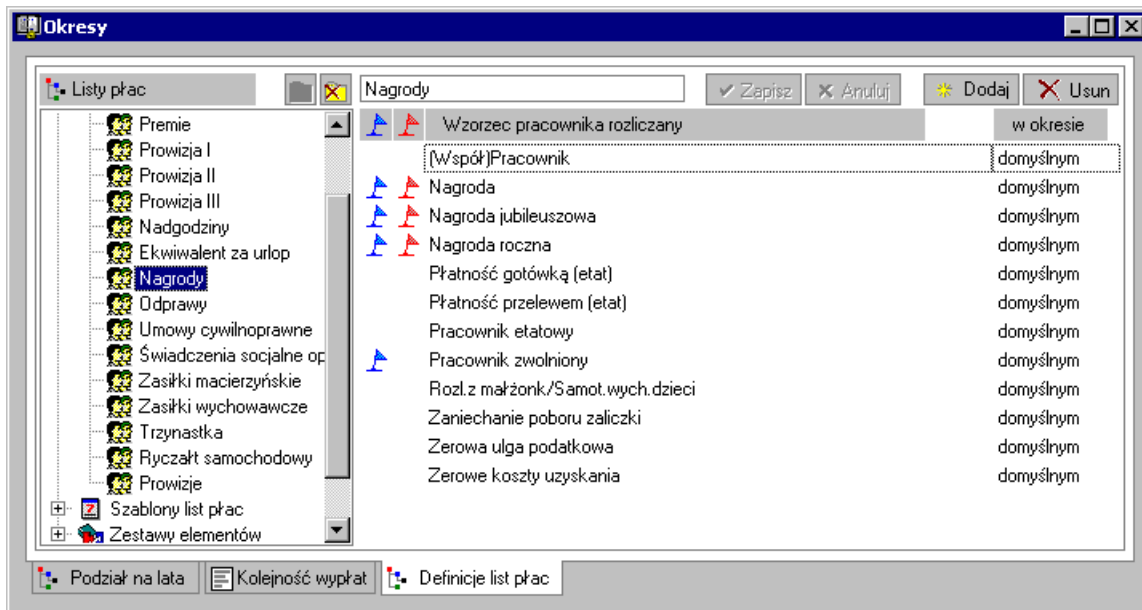 Okresy
Listy płac
Nagrody
Zapisz
Anuluj
Dodaj
Usun
Premie
Prowizja I
Prowizja II
Prowizja III
Nadgodziny
Ekwiwalent za urlop
Nagrody
Odprawy
Umowy cywilnoprawne
Świadczenia socjalne op
Zasiłki macierzyńskie
Zasiłki wychowawcze
Trzynastka
Ryczałt samochodowy
Prowizje
Szablony list płac
Zestawy elementów
Wzorzec pracownika rozliczany w okresie
(Współ)Pracownik domyślnym
Nagroda domyślnym
Nagroda jubileuszowa domyślnym
Nagroda roczna domyślnym
Płatność gotówką (etat) domyślnym
Płatność przelewem (etat) domyślnym
Pracownik etatowy domyślnym
Pracownik zwolniony domyślnym
Rozl.z małżonk/Samot.wych.dzieci domyślnym
Zaniechanie poboru zaliczki domyślnym
Zerowa ulga podatkowa domyślnym
Zerowe koszty uzyskania domyślnym
Podział na lata
Kolejność wypłat
Definicje list płac